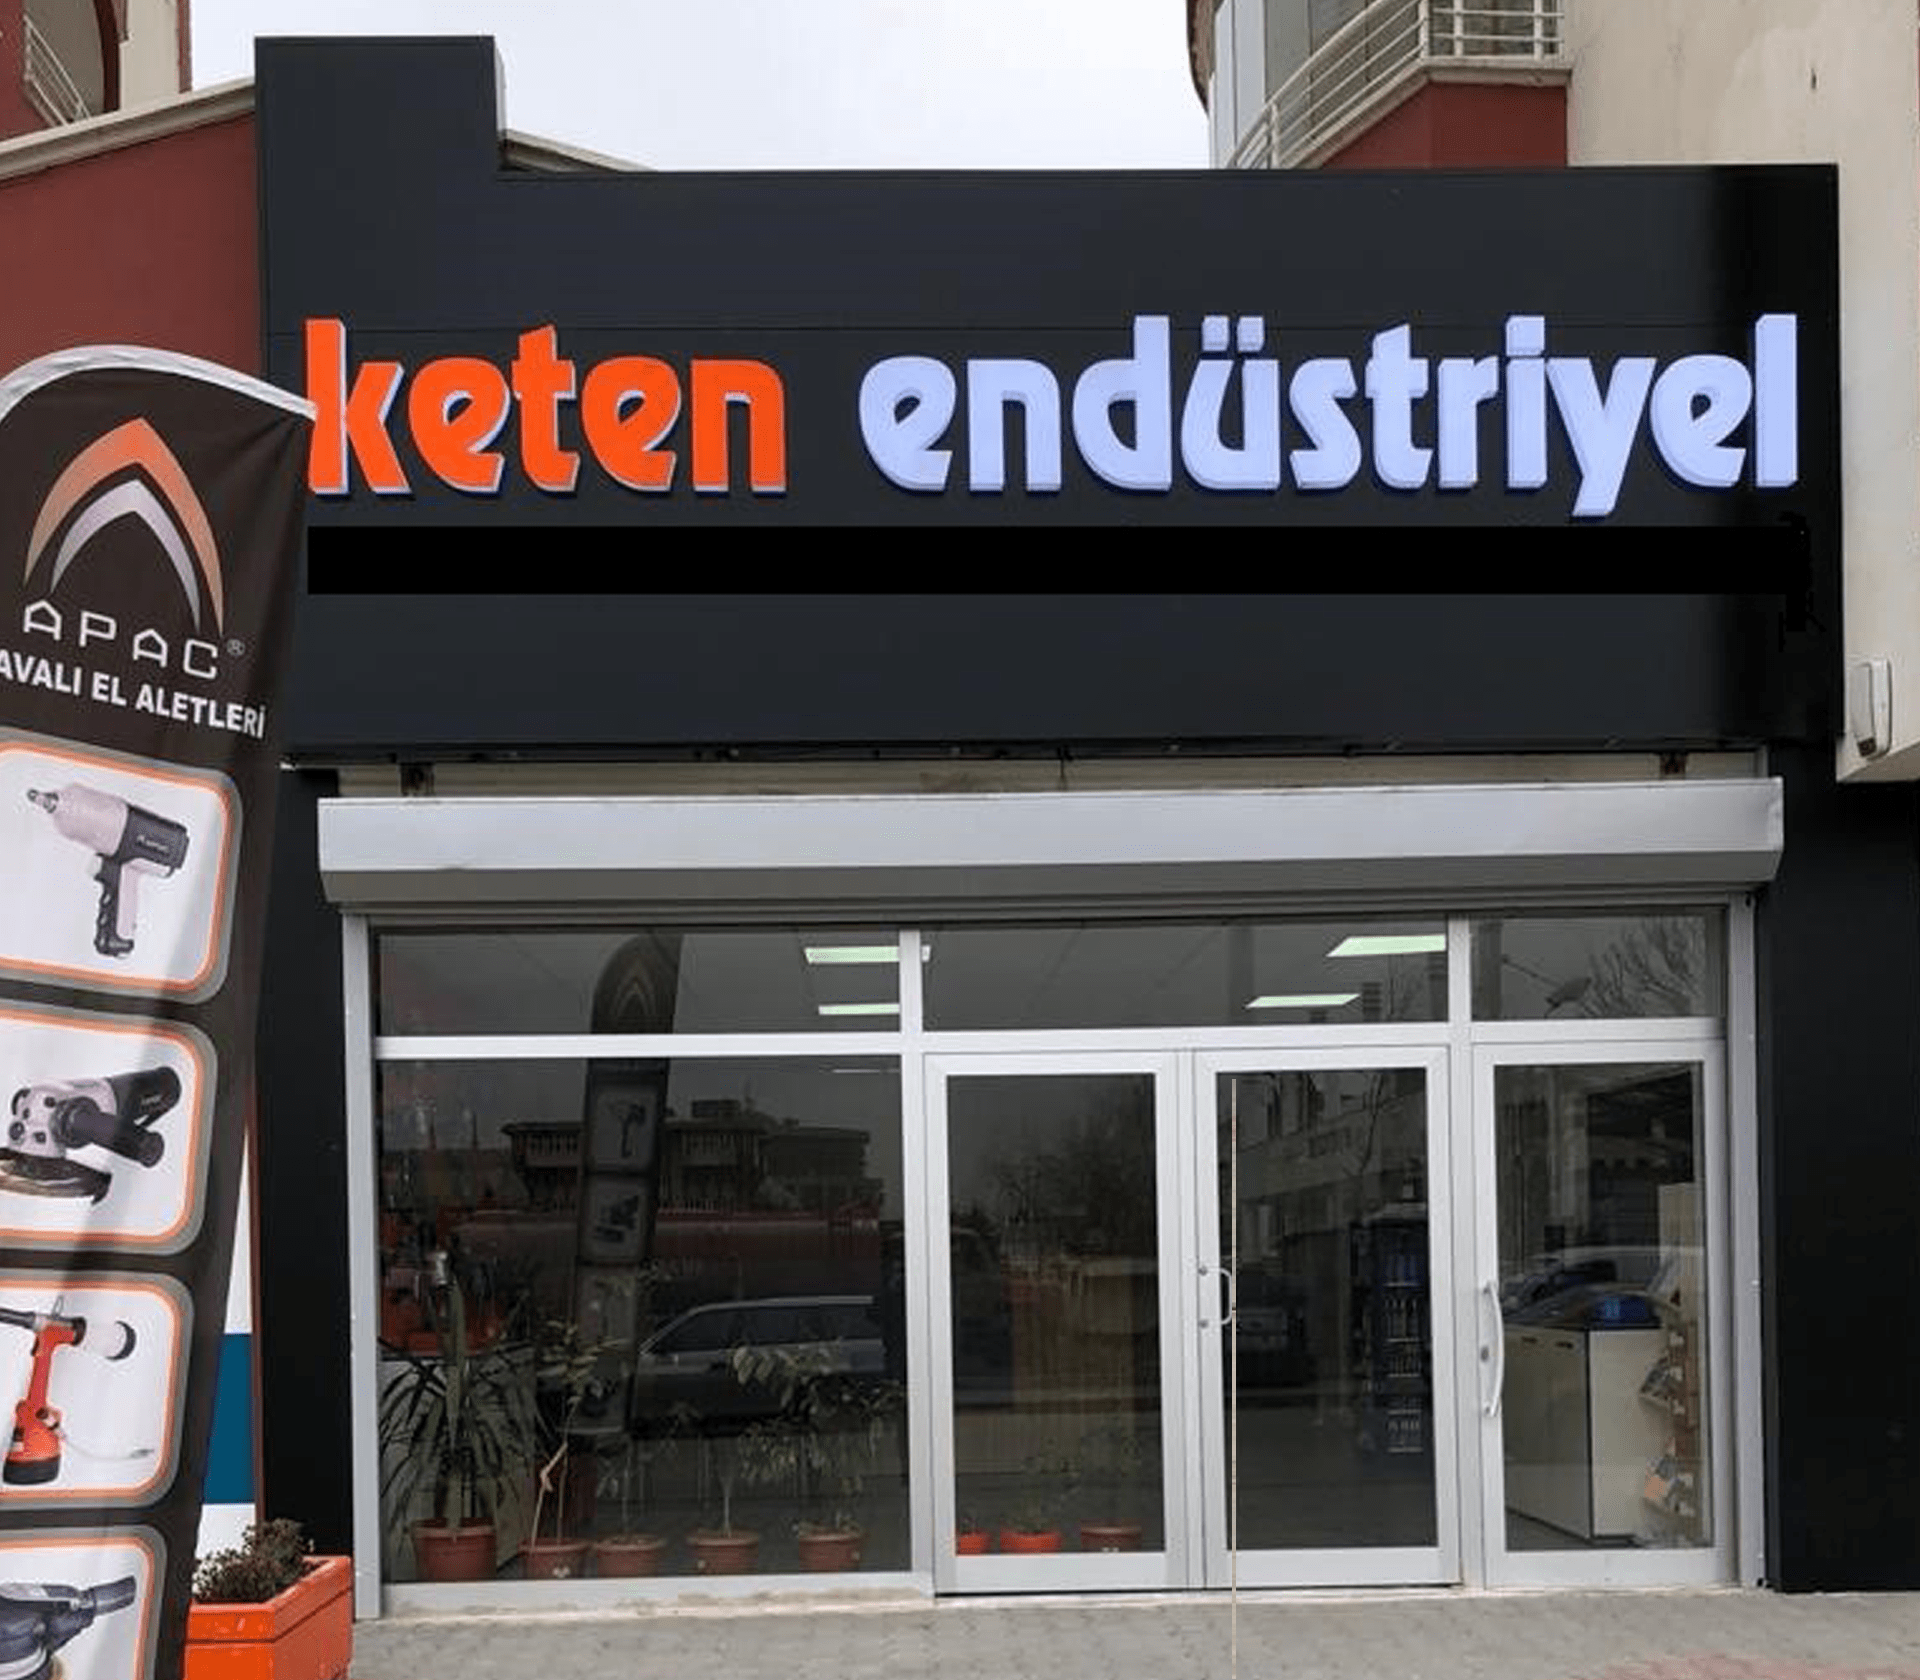 keten endüstriyel
APAC®
AVALI EL ALETLERİ